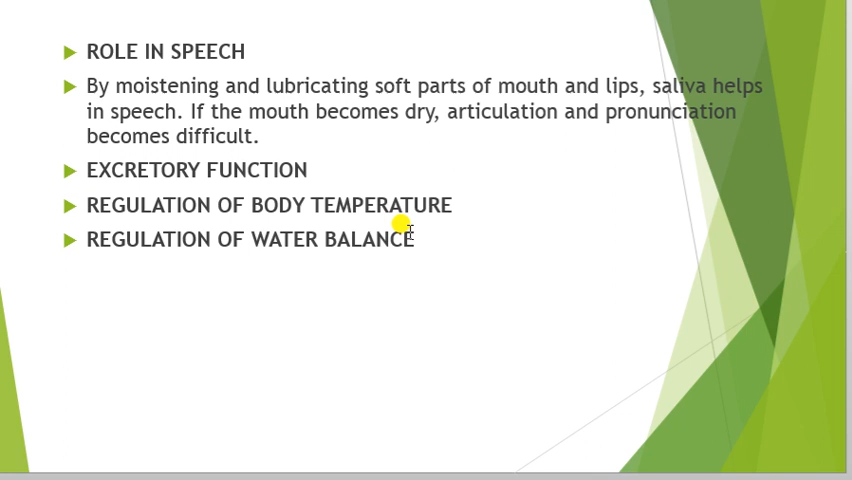 ROLE IN SPEECH
By moistening and lubricating soft parts of mouth and lips, saliva helps
in speech. If the mouth becomes dry, articulation and pronunciation
becomes difficult.
EXCRETORY FUNCTION
REGULATION OF BODY TEMPERATURE
REGULATION OF WATER BALANCE